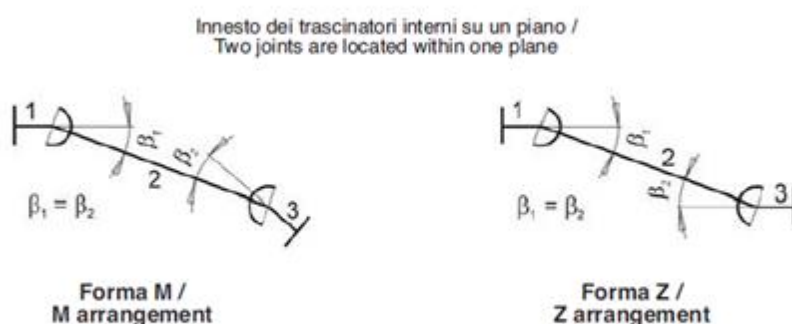 Innesto dei trascinatori interni su un piano /
Two joints are located within one plane
1
β₁
β₂
2
3
β₁ = β₂
Forma M /
M arrangement
1
β₁
2
β₂
3
β₁ = β₂
Forma Z /
Z arrangement